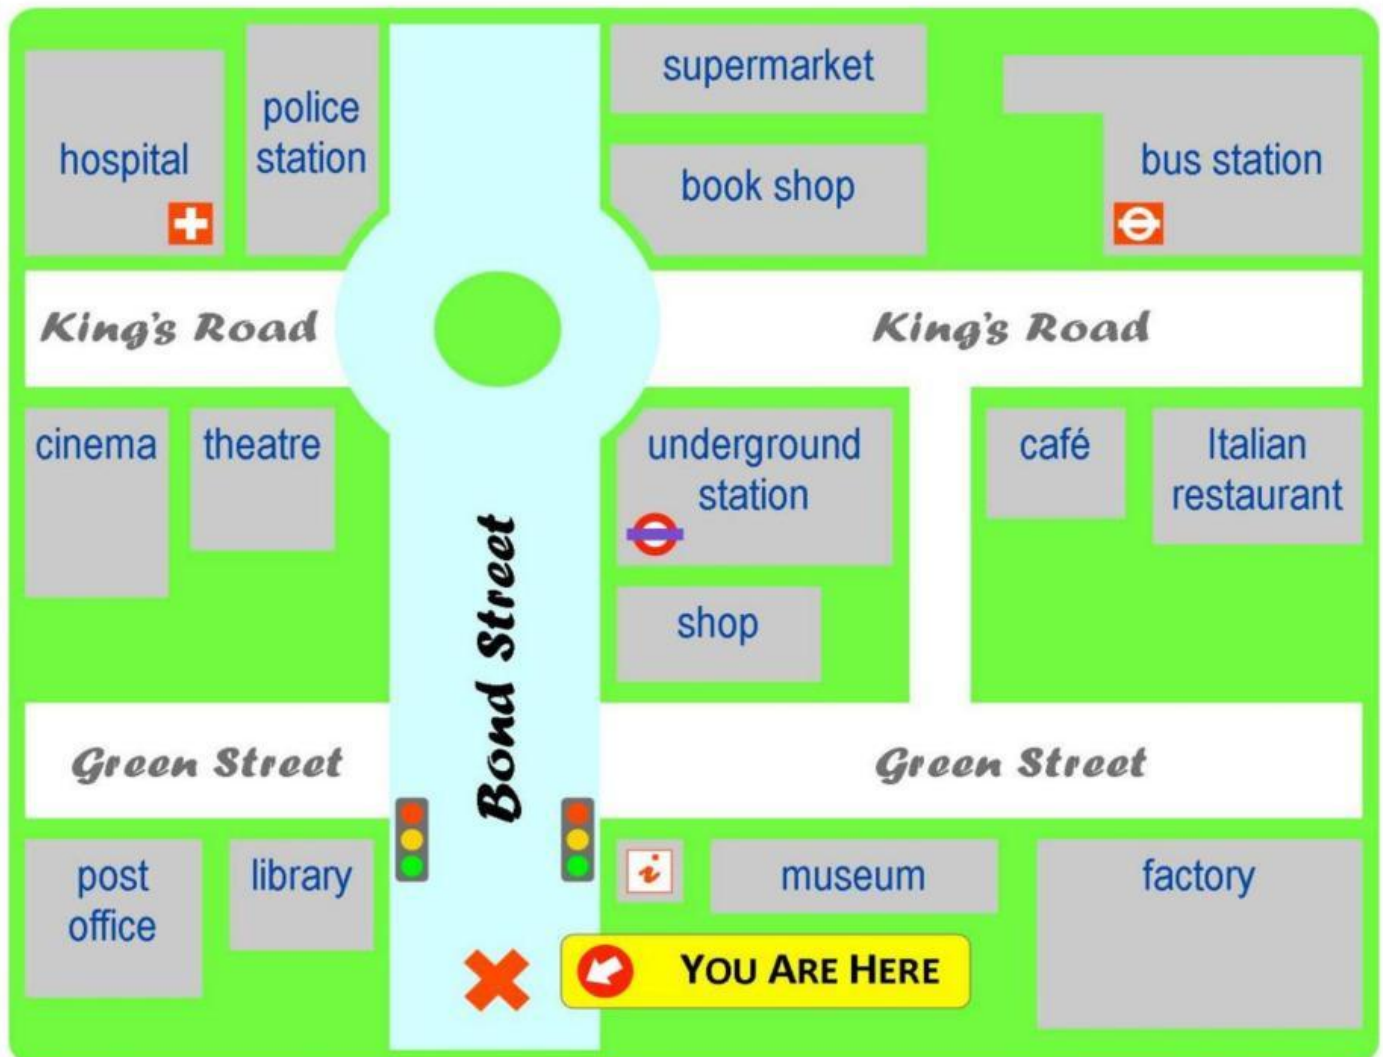 hospital
police
station
supermarket
book shop
bus station
King's Road
King's Road
cinema
theatre
underground
station
café
Italian
restaurant
shop
Bond Street
Green Street
Green Street
post
office
library
i
museum
factory
YOU ARE HERE